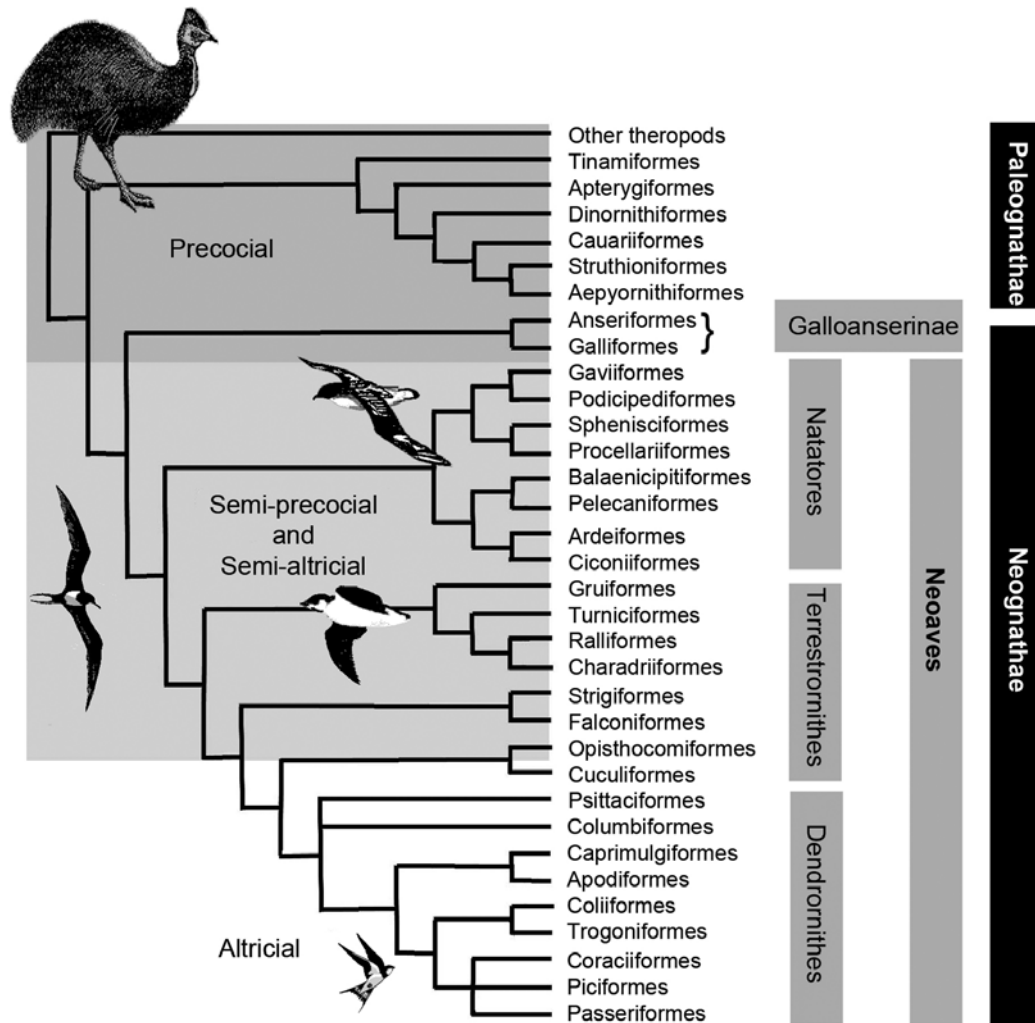 Other theropods
Tinamiformes
Apterygiformes
Dinornithiformes
Cauariiformes
Struthioniformes
Aepyornithiformes
Anseriformes
}
Galliformes
Gaviiformes
Podicipediformes
Sphenisciformes
Procellariiformes
Balaenicipitiformes
Pelecaniformes
Ardeiformes
Ciconiiformes
Gruiformes
Turniciformes
Ralliformes
Charadriiformes
Strigiformes
Falconiformes
Opisthocomiformes
Cuculiformes
Psittaciformes
Columbiformes
Caprimulgiformes
Apodiformes
Coliiformes
Trogoniformes
Coraciiformes
Piciformes
Passeriformes
Precocial
Semi-precocial
and
Semi-altricial
Altricial
Galloanserinae
Natatores
Terrestrornithes
Dendrornithes
Neoaves
Paleognathae
Neognathae